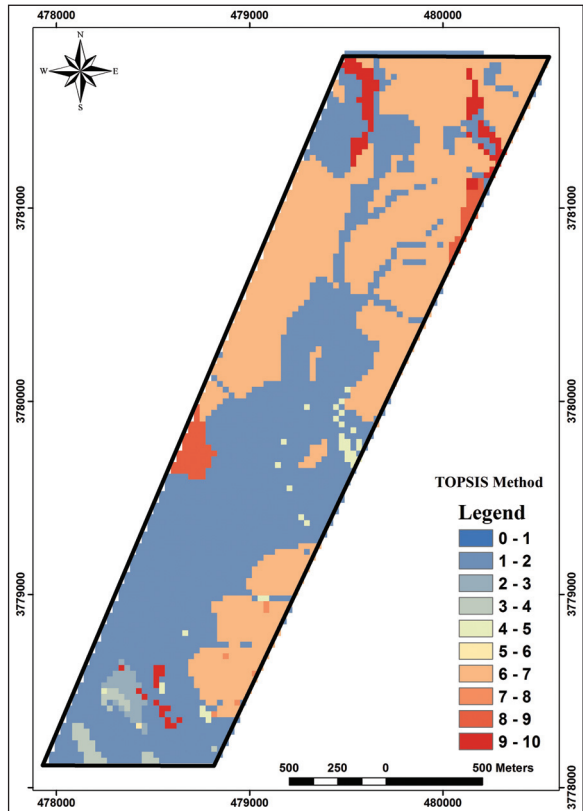 478000 479000 480000
N
W E
S
3781000 3781000
3780000 3780000
3779000 3779000
3778000
TOPSIS Method
Legend
0 - 1
1 - 2
2 - 3
3 - 4
4 - 5
5 - 6
6 - 7
7 - 8
8 - 9
9 - 10
500 250 0 500 Meters
478000 479000 480000